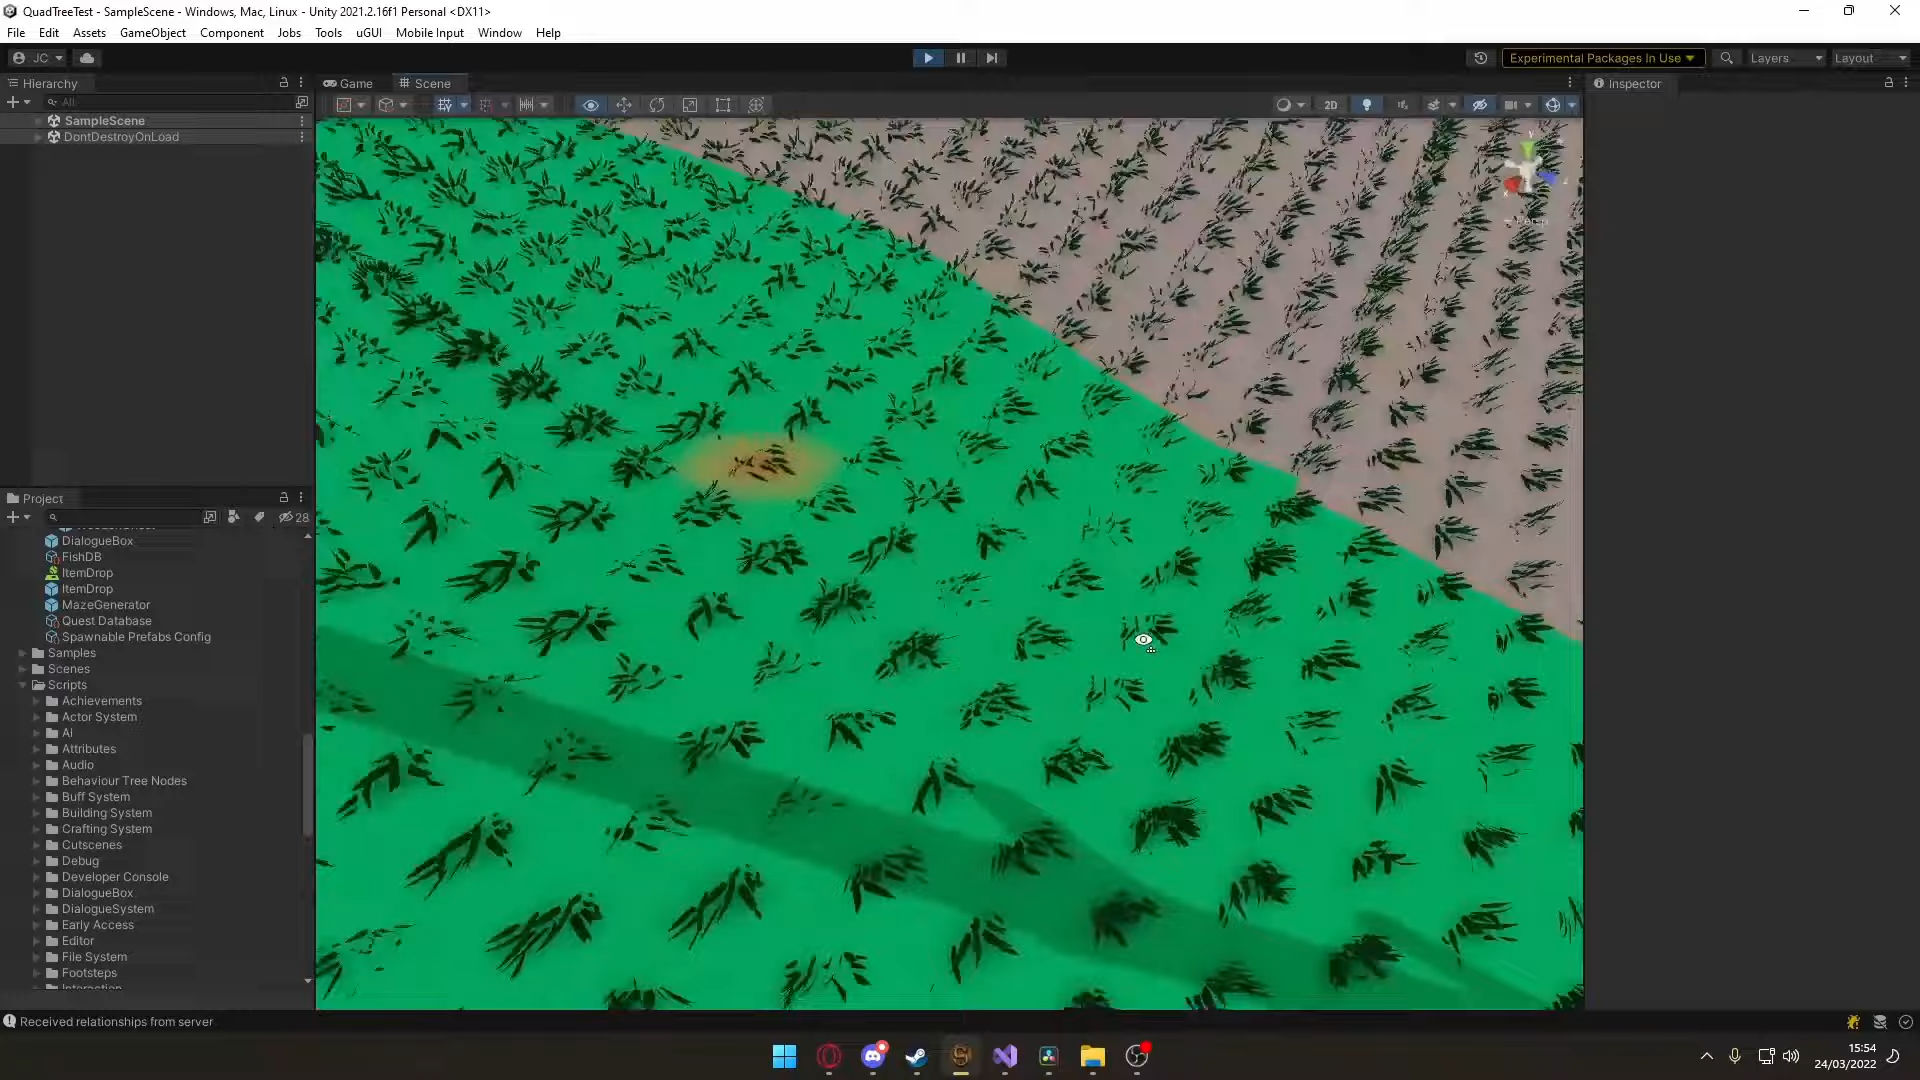 QuadTreeTest - SampleScene - Windows, Mac, Linux - Unity 2021.2.16f1 Personal <DX11>
File Edit Assets GameObject Component Jobs Tools uGUI Mobile Input Window Help
JC Experimental Packages In Use Layers Layout
Hierarchy Game Scene Inspector
All 2D
SampleScene
DontDestroyOnLoad
y
x
Persp
Project
28
DialogueBox
FishDB
ItemDrop
ItemDrop
MazeGenerator
Quest Database
Spawnable Prefabs Config
Samples
Scenes
Scripts
Achievements
Actor System
Ai
Attributes
Audio
Behaviour Tree Nodes
Buff System
Building System
Crafting System
Cutscenes
Debug
Developer Console
DialogueBox
DialogueSystem
Early Access
Editor
File System
Footsteps
Interaction
Received relationships from server
15:54
24/03/2022